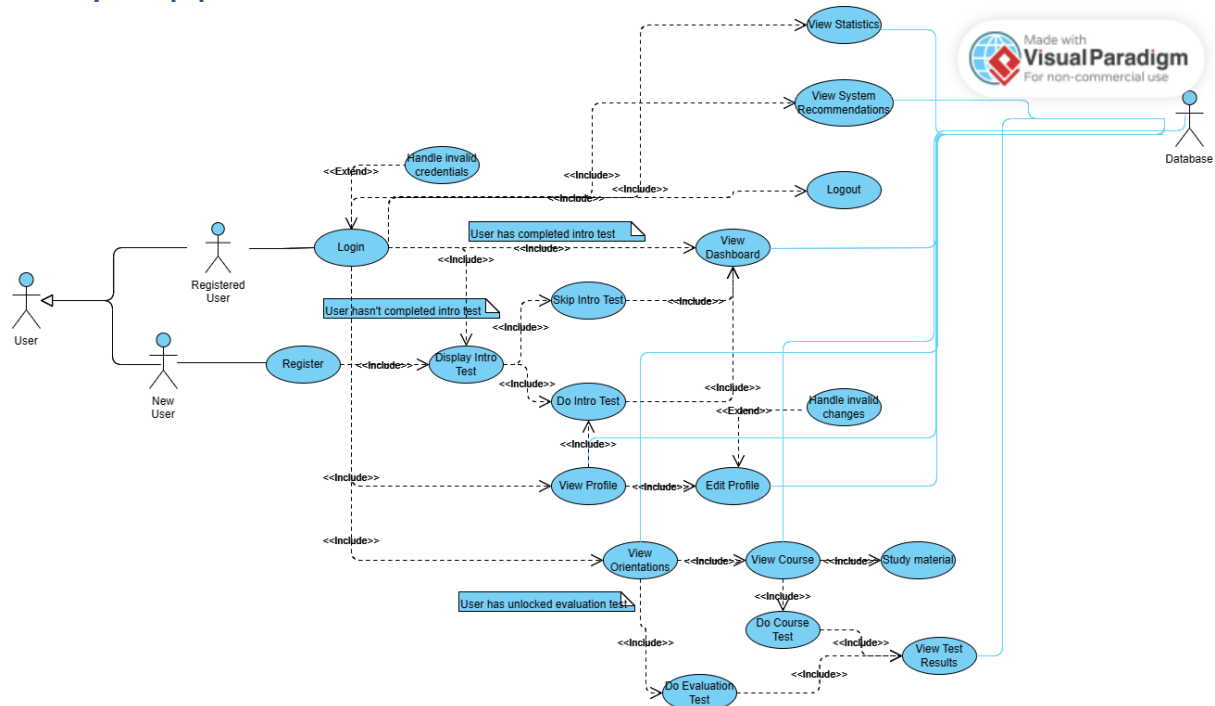 View Statistics
Made with
Visual Paradigm
For non-commercial use
View System
Recommendations
Database
Handle invalid
credentials
<<Extend>>
<<Include>>
<<Include>>
<<Include>>
Logout
Login
User has completed intro test
<<Include>>
View
Dashboard
<<Include>>
Registered
User
User
User hasn't completed intro test
Skip Intro Test
<<Include>>
<<Include>>
New
User
Register
<<Include>>
Display Intro
Test
<<Include>>
<<Include>>
Do Intro Test
Handle invalid
changes
<<Extend>>
<<Include>>
<<Include>>
View Profile
<<Include>>
Edit Profile
<<Include>>
View
Orientations
<<Include>>
View Course
<<Include>>
Study material
<<Include>>
User has unlocked evaluation test
Do Course
Test
<<Include>>
<<Include>>
View Test
Results
<<Include>>
Do Evaluation
Test